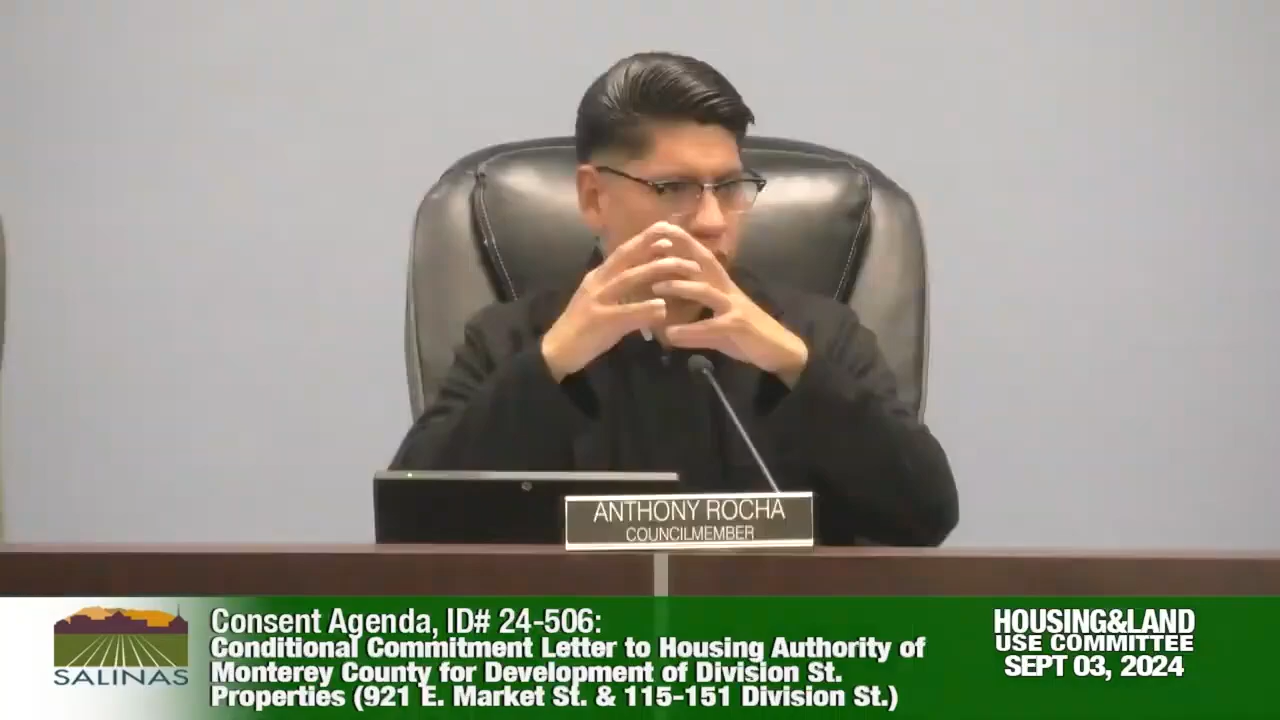 ANTHONY ROCHA
COUNCILMEMBER
SALINAS
Consent Agenda, ID# 24-506:
Conditional Commitment Letter to Housing Authority of
Monterey County for Development of Division St.
Properties (921 E. Market St. & 115-151 Division St.)
HOUSING&LAND
USE COMMITTEE
SEPT 03, 2024